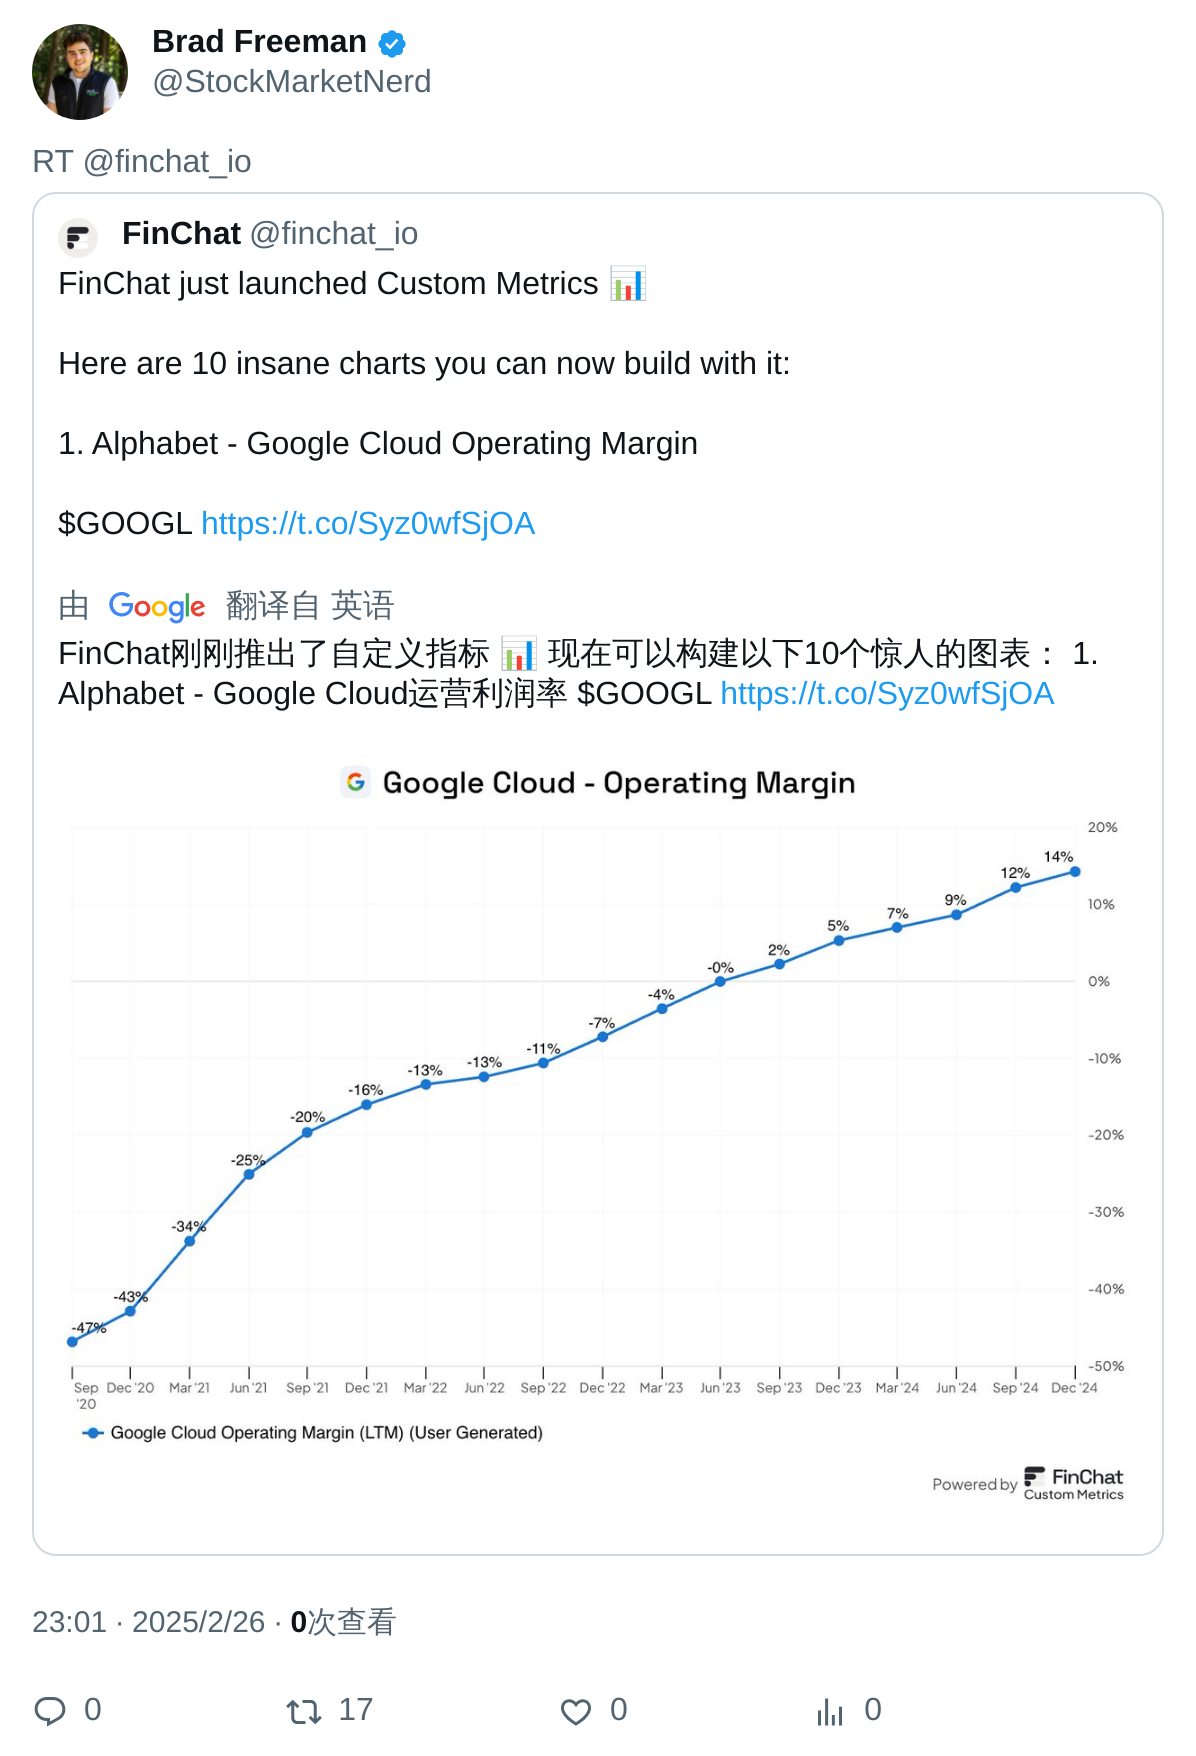 Brad Freeman
@StockMarketNerd
RT @finchat_io
FinChat @finchat_io
FinChat just launched Custom Metrics 📊
Here are 10 insane charts you can now build with it:
1. Alphabet - Google Cloud Operating Margin
$GOOGL https://t.co/Syz0wfSjOA
由 Google 翻译自 英语
FinChat刚刚推出了自定义指标 📊 现在可以构建以下10个惊人的图表： 1.
Alphabet - Google Cloud运营利润率 $GOOGL https://t.co/Syz0wfSjOA
Google Cloud - Operating Margin
20%
14%
12%
10%
9%
7%
5%
2%
-0%
0%
-4%
-7%
-11%
-10%
-13%
-13%
-16%
-20%
-20%
-25%
-30%
-34%
-40%
-43%
-47%
-50%
Sep '20 Dec '20 Mar '21 Jun '21 Sep '21 Dec '21 Mar '22 Jun '22 Sep '22 Dec '22 Mar '23 Jun '23 Sep '23 Dec '23 Mar '24 Jun '24 Sep '24 Dec '24
Google Cloud Operating Margin (LTM) (User Generated)
Powered by FinChat
Custom Metrics
23:01 · 2025/2/26 · 0次查看
0 17 0 0